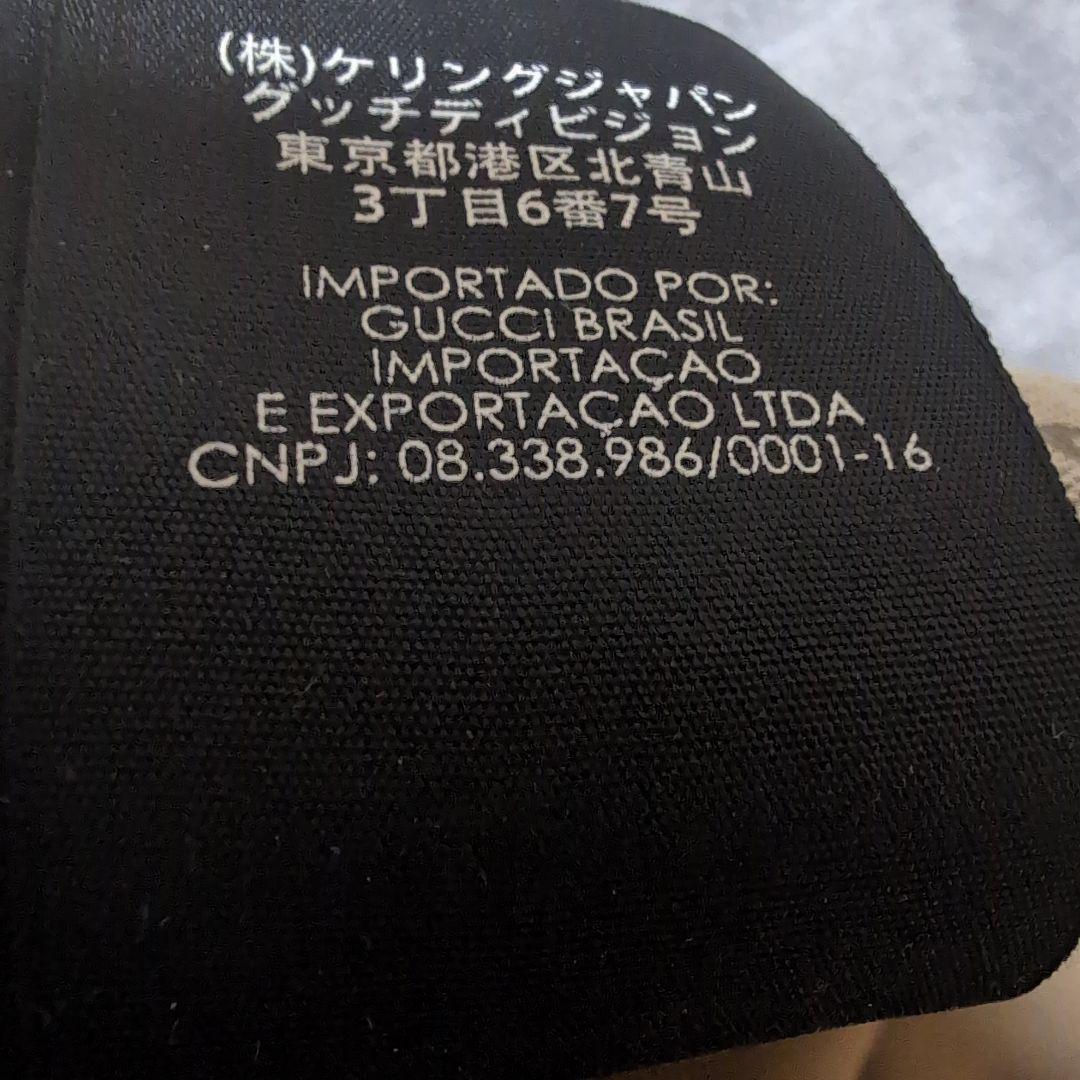 (株)ケリングジャパン
グッチディビジョン
東京都港区北青山
3丁目6番7号
IMPORTADO POR:
GUCCI BRASIL
IMPORTAÇAO
E EXPORTAÇAO LTDA
CNPJ: 08.338.986/0001-16